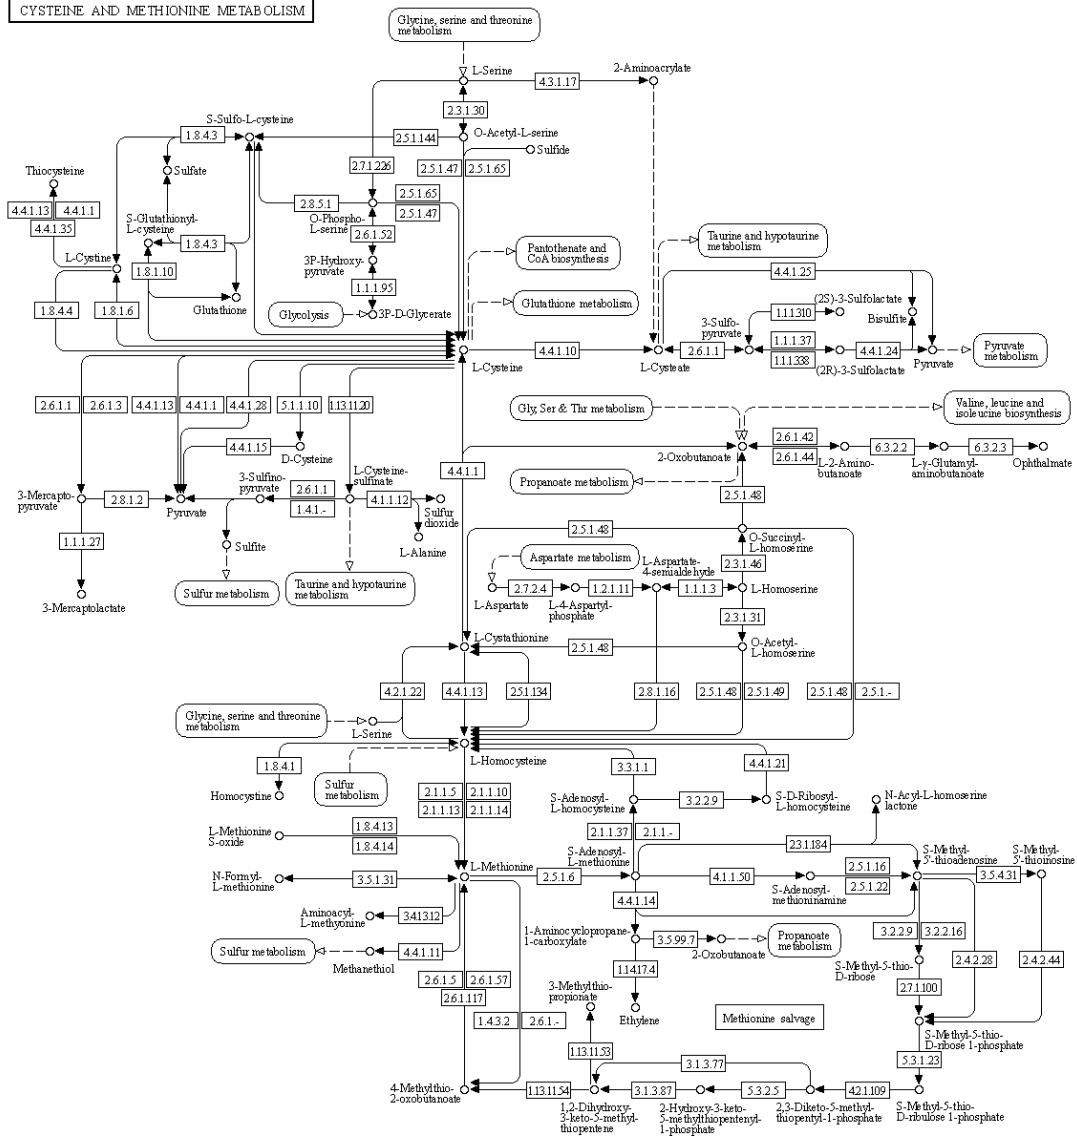 CYSTEINE AND METHIONINE METABOLISM
Glycine, serine and threonine
metabolism
L-Serine
4.3.1.17
2-Aminoacrylate
2.3.1.30
S-Sulfo-L-cysteine
1.8.4.3
2.5.1.144
O-Acetyl-L-serine
Sulfide
2.7.1.226
2.5.1.47
2.5.1.65
Thiocysteine
Sulfate
4.4.1.13
4.4.1.1
4.4.1.35
2.8.5.1
2.5.1.65
2.5.1.47
S-Glutathionyl-
L-cysteine
O-Phospho-
L-serine
1.8.4.3
2.6.1.52
Taurine and hypotaurine
metabolism
Pantothenate and
CoA biosynthesis
L-Cystine
1.8.1.10
3P-Hydroxy-
pyruvate
4.4.1.25
1.1.1.95
1.8.4.4
1.8.1.6
Glutathione
Glycolysis
3P-D-Glycerate
Glutathione metabolism
(2S)-3-Sulfolactate
1.1.1310
Bisulfite
3-Sulfo-
pyruvate
1.1.1.37
1.1.1338
4.4.1.10
2.6.1.1
4.4.1.24
Pyruvate
metabolism
L-Cysteine
L-Cysteate
(2R)-3-Sulfolactate
Pyruvate
2.6.1.1
2.6.1.3
4.4.1.13
4.4.1.1
4.4.1.28
5.1.1.10
1.13.11.20
Gly, Ser & Thr metabolism
Valine, leucine and
isoleucine biosynthesis
4.4.1.15
D-Cysteine
2.6.1.42
2.6.1.44
6.3.2.2
6.3.2.3
2-Oxobutanoate
L-2-Amino-
butanoate
L-γ-Glutamyl-
aminobutanoate
Ophthalmate
4.4.1.1
Propanoate metabolism
3-Mercapto-
pyruvate
2.8.1.2
Pyruvate
3-Sulfino-
pyruvate
2.6.1.1
1.4.1.-
L-Cysteine-
sulfinate
4.1.1.12
Sulfur
dioxide
2.5.1.48
1.1.1.27
Sulfite
L-Alanine
2.5.1.48
O-Succinyl-
L-homoserine
Aspartate metabolism
L-Aspartate-
4-semialdehyde
2.3.1.46
Sulfur metabolism
Taurine and hypotaurine
metabolism
2.7.2.4
1.2.1.11
1.1.1.3
L-Homoserine
3-Mercaptolactate
L-Aspartate
L-4-Aspartyl-
phosphate
2.3.1.31
L-Cystathionine
2.5.1.48
O-Acetyl-
L-homoserine
4.2.1.22
4.4.1.13
2.5.1.134
2.8.1.16
2.5.1.48
2.5.1.49
2.5.1.48
2.5.1.-
Glycine, serine and threonine
metabolism
L-Serine
L-Homocysteine
1.8.4.1
3.3.1.1
4.4.1.21
Homocystine
Sulfur
metabolism
2.1.1.5
2.1.1.10
2.1.1.13
2.1.1.14
S-Adenosyl-
L-homocysteine
3.2.2.9
S-D-Ribosyl-
L-homocysteine
N-Acyl-L-homoserine
lactone
L-Methionine
S-oxide
1.8.4.13
1.8.4.14
2.1.1.37
2.1.1.-
2.3.1.184
S-Adenosyl-
L-methionine
S-Methyl-
5'-thioadenosine
S-Methyl-
5'-thioinosine
N-Formyl-
L-methionine
3.5.1.31
L-Methionine
2.5.1.6
4.1.1.50
2.5.1.16
2.5.1.22
3.5.4.31
S-Adenosyl-
methioninamine
4.4.1.14
Aminoacyl-
L-methyonine
3.4.13.12
3.2.2.9
3.2.2.16
Sulfur metabolism
4.4.1.11
Methanethiol
1-Aminocyclopropane-
1-carboxylate
3.5.99.7
2-Oxobutanoate
Propanoate
metabolism
2.4.2.28
2.4.2.44
S-Methyl-5-thio-
D-ribose
2.6.1.5
2.6.1.57
2.6.1.117
1.14.17.4
2.7.1.100
3-Methylthio-
propionate
1.4.3.2
2.6.1.-
Ethylene
Methionine salvage
S-Methyl-5-thio-
D-ribose 1-phosphate
1.13.11.53
3.1.3.77
5.3.1.23
4-Methylthio-
2-oxobutanoate
1.13.11.54
3.1.3.87
5.3.2.5
4.2.1.109
1,2-Dihydroxy-
3-keto-5-methyl-
thiopentene
2-Hydroxy-3-keto-
5-methylthiopentenyl-
1-phosphate
2,3-Diketo-5-methyl-
thiopentyl-1-phosphate
S-Methyl-5-thio-
D-ribulose 1-phosphate